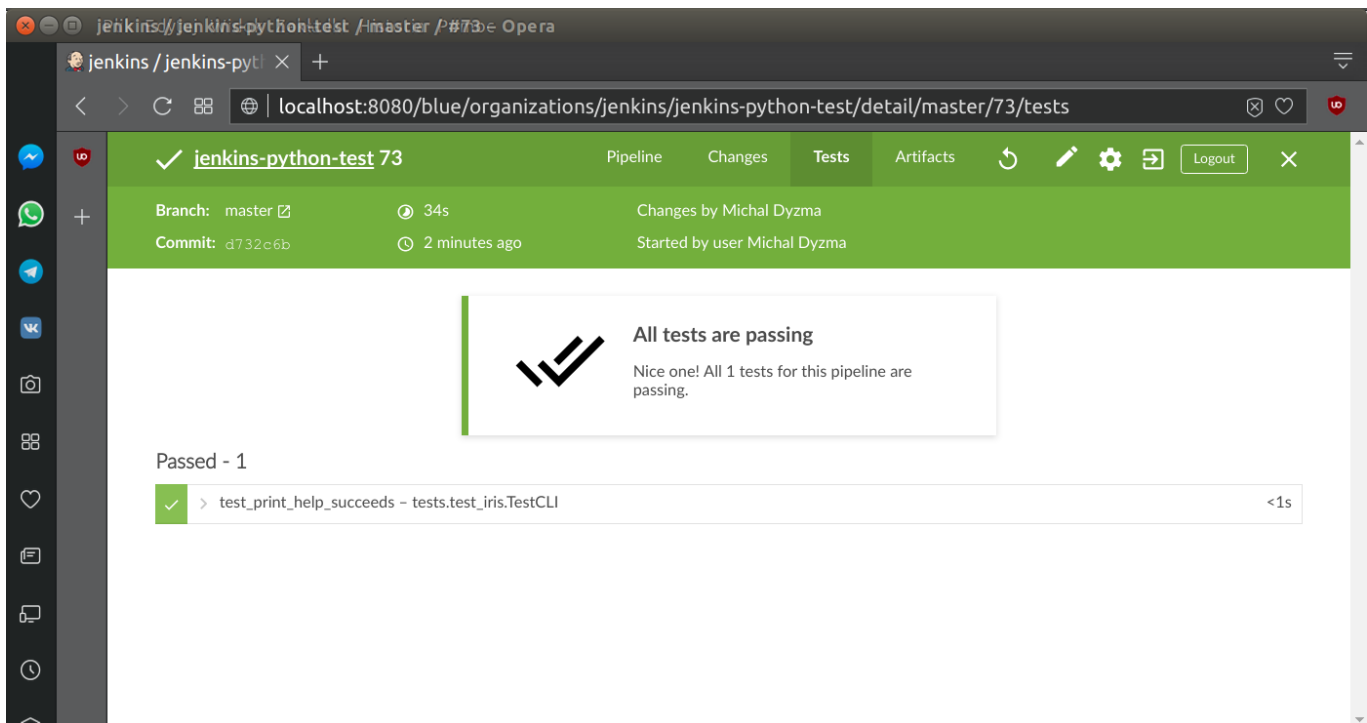 jenkins / jenkins-python-test / master / #73 - Opera
jenkins / jenkins-pyt
localhost:8080/blue/organizations/jenkins/jenkins-python-test/detail/master/73/tests
jenkins-python-test 73
Pipeline Changes Tests Artifacts Logout
Branch: master 34s Changes by Michal Dyzma
Commit: d732c6b 2 minutes ago Started by user Michal Dyzma
All tests are passing
Nice one! All 1 tests for this pipeline are
passing.
Passed - 1
test_print_help_succeeds – tests.test_iris.TestCLI <1s